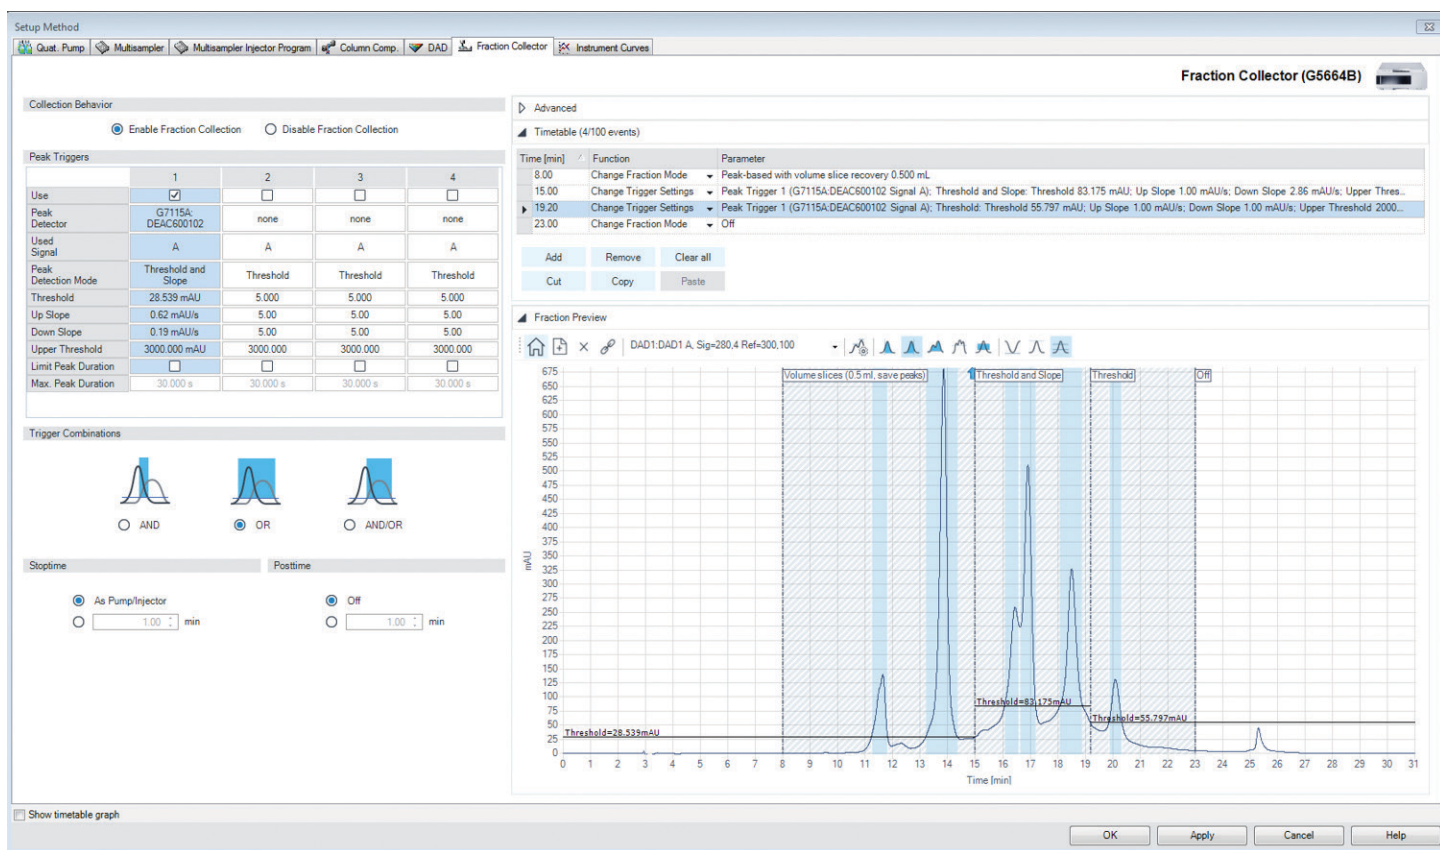 Setup Method
Quat. Pump Multisampler Multisampler Injector Program Column Comp. DAD Fraction Collector Instrument Curves
Fraction Collector (G5664B)
Collection Behavior
Enable Fraction Collection Disable Fraction Collection
Peak Triggers
1 2 3 4
Use
Peak Detector G7115A: DEAC600102 none none none
Used Signal A A A A
Peak Detection Mode Threshold and Slope Threshold Threshold Threshold
Threshold 28.539 mAU 5.000 5.000 5.000
Up Slope 0.62 mAU/s 5.00 5.00 5.00
Down Slope 0.19 mAU/s 5.00 5.00 5.00
Upper Threshold 3000.000 mAU 3000.000 3000.000 3000.000
Limit Peak Duration
Max. Peak Duration 30.000 s 30.000 s 30.000 s 30.000 s
Trigger Combinations
AND OR AND/OR
Stoptime Posttime
As Pump/Injector Off
1.00 min 1.00 min
Advanced
Timetable (4/100 events)
Time [min] Function Parameter
8.00 Change Fraction Mode Peak-based with volume slice recovery 0.500 mL
15.00 Change Trigger Settings Peak Trigger 1 (G7115A:DEAC600102 Signal A); Threshold and Slope: Threshold 83.175 mAU; Up Slope 1.00 mAU/s; Down Slope 2.86 mAU/s; Upper Thres...
19.20 Change Trigger Settings Peak Trigger 1 (G7115A:DEAC600102 Signal A); Threshold: Threshold 55.797 mAU; Up Slope 1.00 mAU/s; Down Slope 1.00 mAU/s; Upper Threshold 2000...
23.00 Change Fraction Mode Off
Add Remove Clear all
Cut Copy Paste
Fraction Preview
DAD1:DAD1 A, Sig=280,4 Ref=300,100
Volume slices (0.5 ml, save peaks) Threshold and Slope Threshold Off
675
650
625
600
575
550
525
500
475
450
425
400
375
350
325
300
275
250
225
200
175
150
125
100
75
50
25
0
mAU
Threshold=28.539mAU
Threshold=83.175mAU
Threshold=55.797mAU
0 1 2 3 4 5 6 7 8 9 10 11 12 13 14 15 16 17 18 19 20 21 22 23 24 25 26 27 28 29 30 31
Time [min]
Show timetable graph
OK Apply Cancel Help